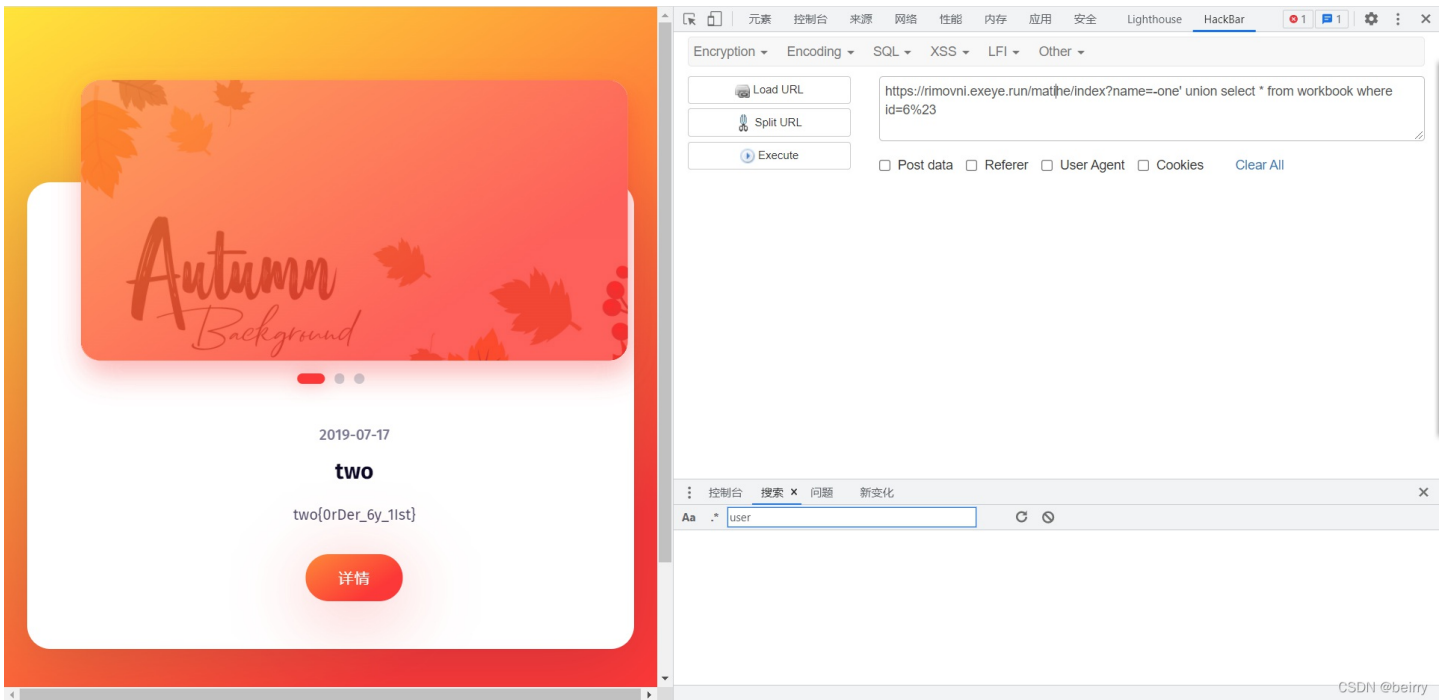 Autumn
Background
2019-07-17
two
two{0rDer_6y_1Ist}
详情
元素 控制台 来源 网络 性能 内存 应用 安全 Lighthouse HackBar 1 1
Encryption Encoding SQL XSS LFI Other
Load URL
Split URL
Execute
https://rimovni.exeye.run/matihe/index?name=-one' union select * from workbook where
id=6%23
Post data Referer User Agent Cookies Clear All
控制台 搜索 问题 新变化
Aa .* user
CSDN @beirry